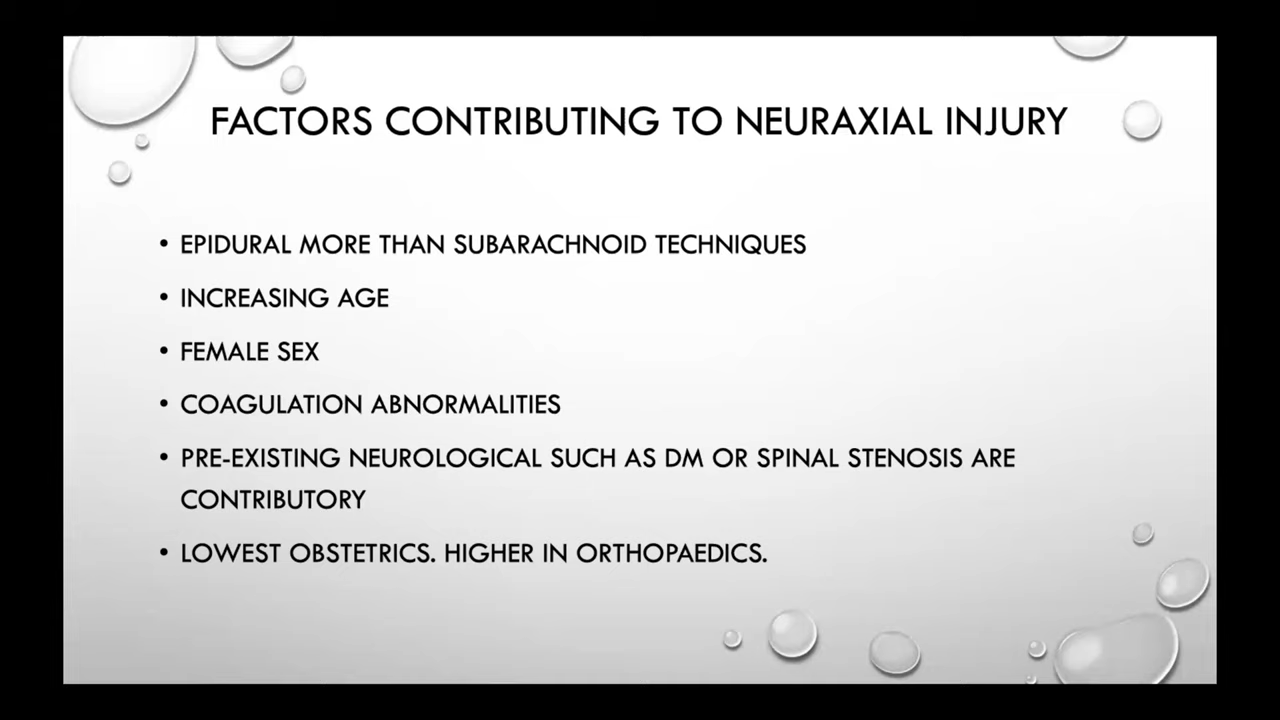 FACTORS CONTRIBUTING TO NEURAXIAL INJURY
• EPIDURAL MORE THAN SUBARACHNOID TECHNIQUES
• INCREASING AGE
• FEMALE SEX
• COAGULATION ABNORMALITIES
• PRE-EXISTING NEUROLOGICAL SUCH AS DM OR SPINAL STENOSIS ARE
CONTRIBUTORY
• LOWEST OBSTETRICS. HIGHER IN ORTHOPAEDICS.